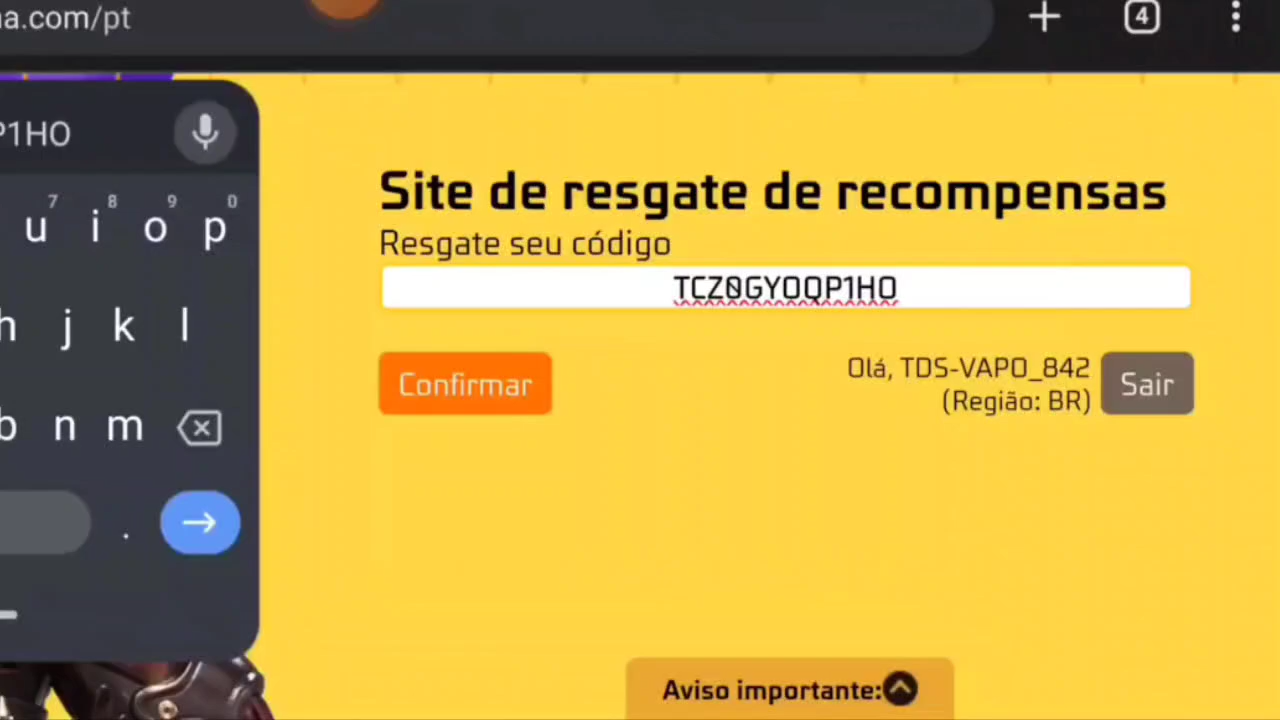 a.com/pt
4
P1HO
7 8 9 0
u i o p
h j k l
b n m
.
Site de resgate de recompensas
Resgate seu código
TCZ0GYOQP1HO
Confirmar
Olá, TDS-VAPO_842
(Região: BR)
Sair
Aviso importante: